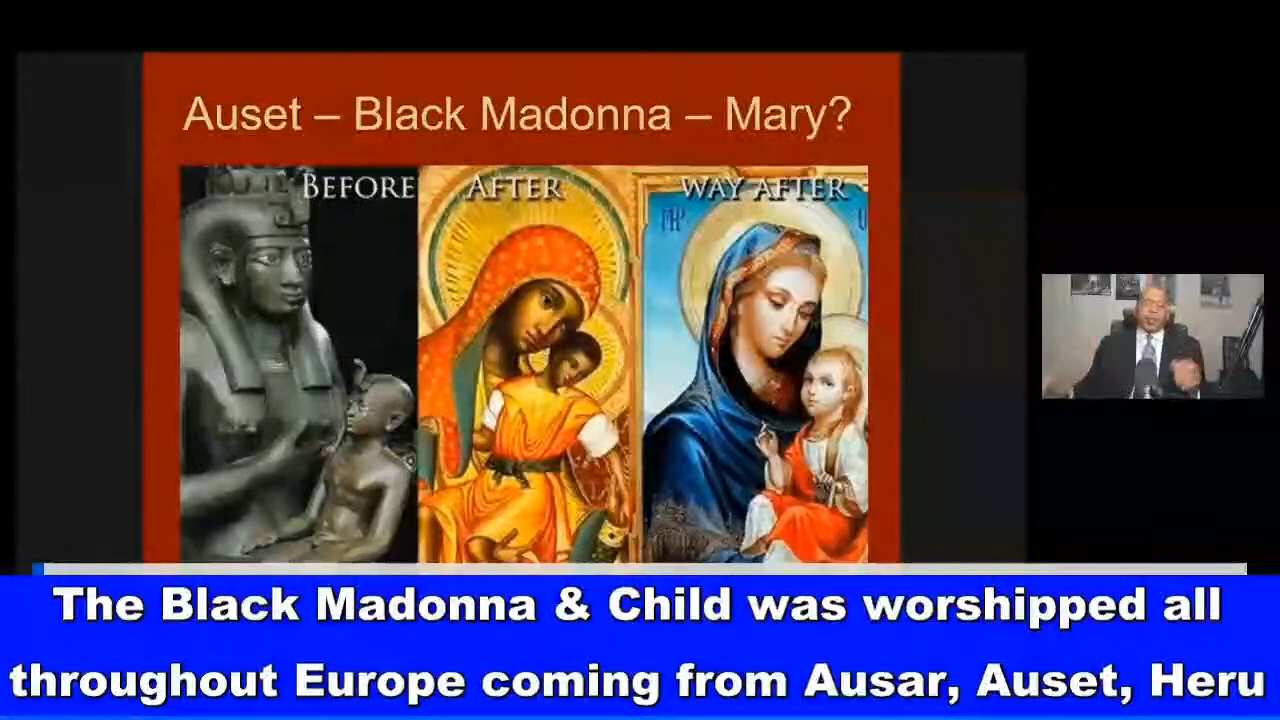 Auset – Black Madonna – Mary?
BEFORE AFTER WAY AFTER
The Black Madonna & Child was worshipped all
throughout Europe coming from Ausar, Auset, Heru